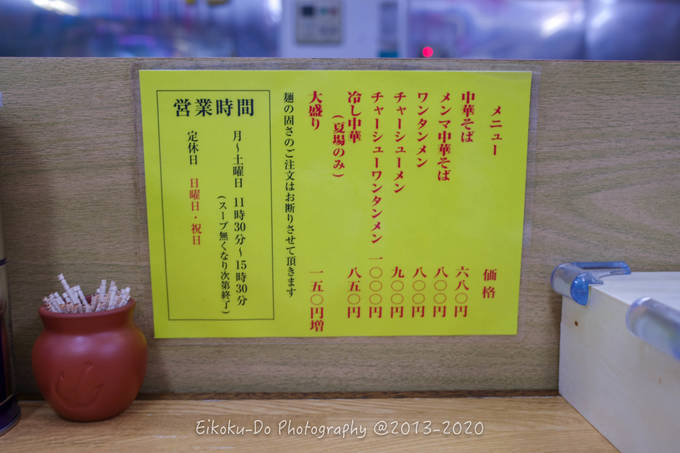 メニュー　価格
中華そば　六八〇円
メンマ中華そば　八〇〇円
ワンタンメン　八〇〇円
チャーシューメン　九〇〇円
チャーシューワンタンメン　一〇〇〇円
冷し中華　八五〇円
（夏場のみ）
大盛り　一五〇円増
麺の固さのご注文はお断りさせて頂きます
営業時間
月〜土曜日　11時30分〜15時30分
（スープ無くなり次第終了）
定休日　日曜日・祝日
Eikoku-Do Photography @2013-2020